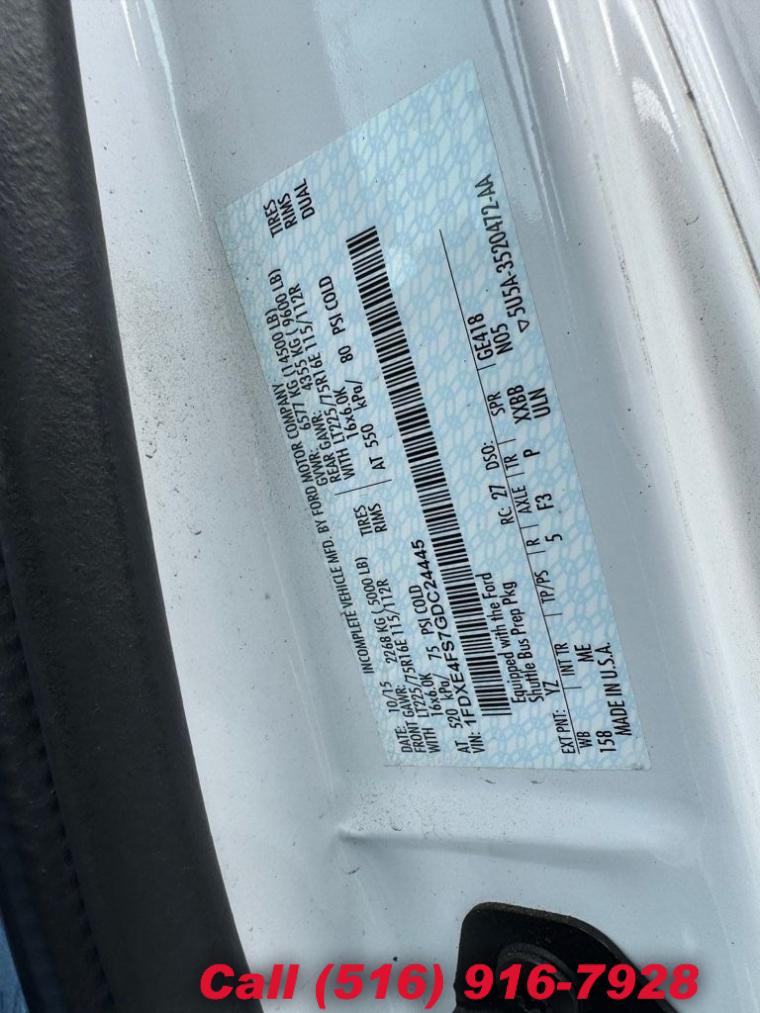 INCOMPLETE VEHICLE MFD. BY FORD MOTOR COMPANY
DATE: 10/15 GVWR: 6577 KG (14500 LB)
FRONT GAWR: 2268 KG ( 5000 LB) REAR GAWR: 4355 KG ( 9600 LB)
LT225/75R16E 115/112R TIRES LT225/75R16E 115/112R TIRES
WITH 16x6.0K RIMS WITH 16x6.0K RIMS
AT 520 kPa/ 75 PSI COLD AT 550 kPa/ 80 PSI COLD DUAL
VIN: 1FDXE4FS7GDC24445
Equipped with the Ford
Shuttle Bus Prep Pkg
EXT PNT: YZ RC: 27 DSO:
WB INT TR TP/PS R AXLE TR SPR GE418
158 ME 5 F3 P XXBB N05
ULN
MADE IN U.S.A. ▽5U5A-3520472-AA
Call (516) 916-7928